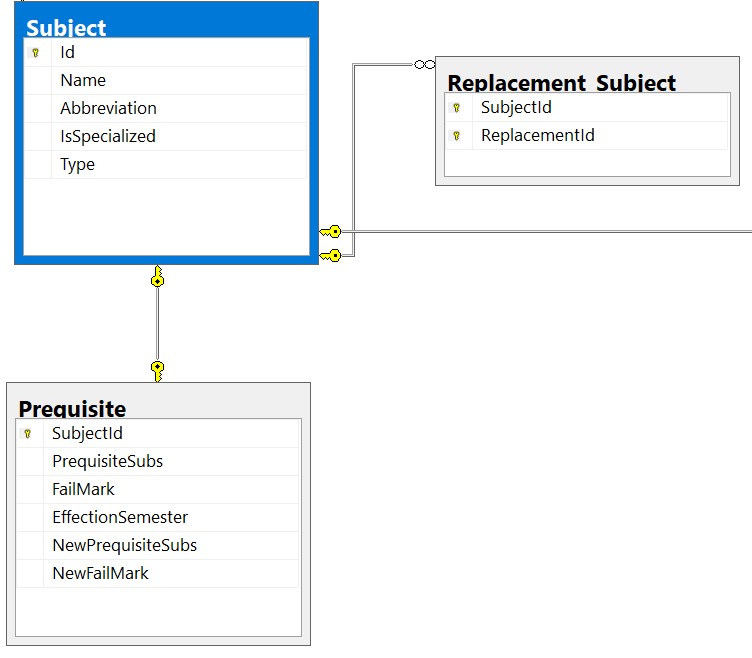 Subject
Id
Name
Abbreviation
IsSpecialized
Type
Replacement_Subject
SubjectId
ReplacementId
Prequisite
SubjectId
PrequisiteSubs
FailMark
EffectionSemester
NewPrequisiteSubs
NewFailMark